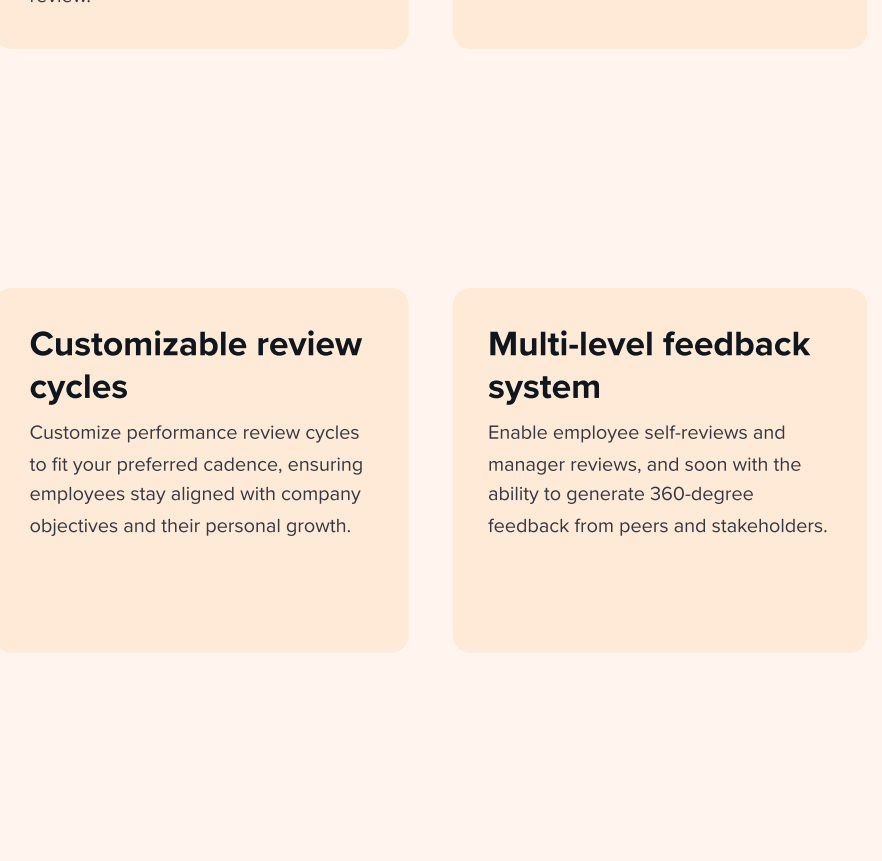 review.
Customizable review
cycles
Customize performance review cycles
to fit your preferred cadence, ensuring
employees stay aligned with company
objectives and their personal growth.
Multi-level feedback
system
Enable employee self-reviews and
manager reviews, and soon with the
ability to generate 360-degree
feedback from peers and stakeholders.